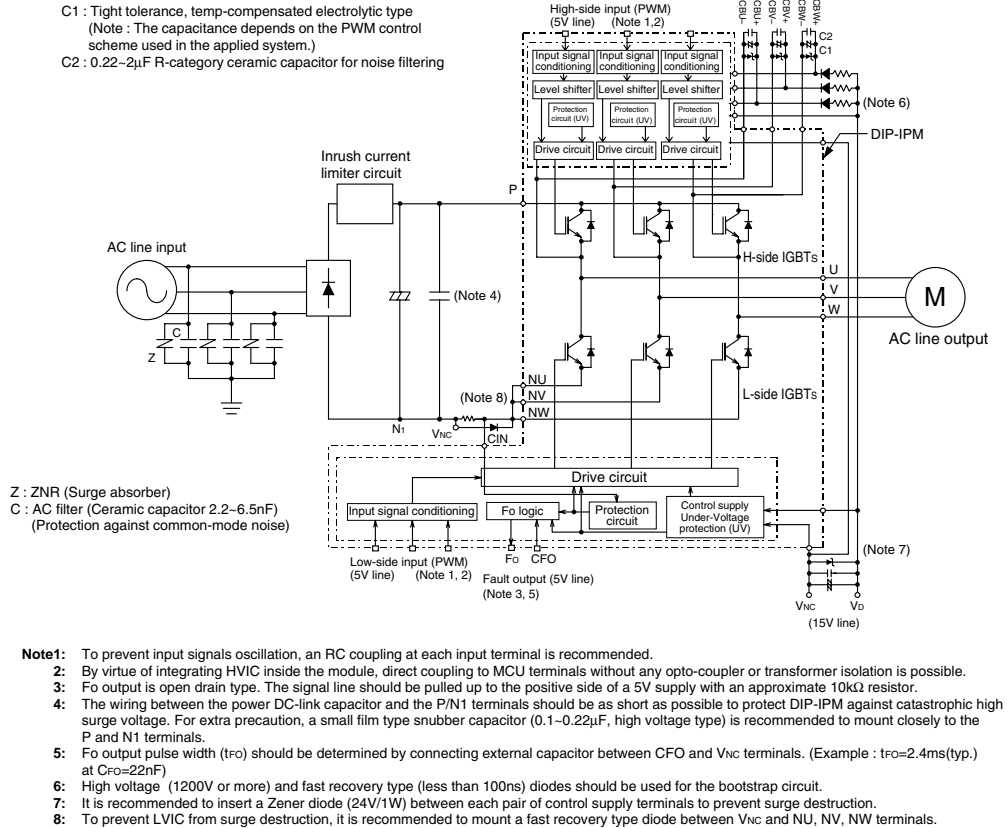 C1 : Tight tolerance, temp-compensated electrolytic type
(Note : The capacitance depends on the PWM control
scheme used in the applied system.)
C2 : 0.22~2μF R-category ceramic capacitor for noise filtering
High-side input (PWM)
(5V line) (Note 1,2)
CBU–
CBU+
CBV–
CBV+
CBW–
CBW+
C2
C1
Input signal conditioning
Input signal conditioning
Input signal conditioning
Level shifter
Level shifter
Level shifter
Protection circuit (UV)
Protection circuit (UV)
Protection circuit (UV)
Drive circuit
Drive circuit
Drive circuit
(Note 6)
DIP-IPM
Inrush current
limiter circuit
P
AC line input
H-side IGBTs
U
V
W
M
AC line output
(Note 4)
C
Z
L-side IGBTs
NU
NV
NW
(Note 8)
N1
VNC
CIN
Z : ZNR (Surge absorber)
C : AC filter (Ceramic capacitor 2.2~6.5nF)
(Protection against common-mode noise)
Drive circuit
Input signal conditioning
Fo logic
Protection
circuit
Control supply
Under-Voltage
protection (UV)
Low-side input (PWM)
(5V line) (Note 1, 2)
FO CFO
Fault output (5V line)
(Note 3, 5)
(Note 7)
VNC VD
(15V line)
Note1: To prevent input signals oscillation, an RC coupling at each input terminal is recommended.
2: By virtue of integrating HVIC inside the module, direct coupling to MCU terminals without any opto-coupler or transformer isolation is possible.
3: Fo output is open drain type. The signal line should be pulled up to the positive side of a 5V supply with an approximate 10kΩ resistor.
4: The wiring between the power DC-link capacitor and the P/N1 terminals should be as short as possible to protect DIP-IPM against catastrophic high
surge voltage. For extra precaution, a small film type snubber capacitor (0.1~0.22μF, high voltage type) is recommended to mount closely to the
P and N1 terminals.
5: Fo output pulse width (tFO) should be determined by connecting external capacitor between CFO and VNC terminals. (Example : tFO=2.4ms(typ.)
at CFO=22nF)
6: High voltage (1200V or more) and fast recovery type (less than 100ns) diodes should be used for the bootstrap circuit.
7: It is recommended to insert a Zener diode (24V/1W) between each pair of control supply terminals to prevent surge destruction.
8: To prevent LVIC from surge destruction, it is recommended to mount a fast recovery type diode between VNC and NU, NV, NW terminals.